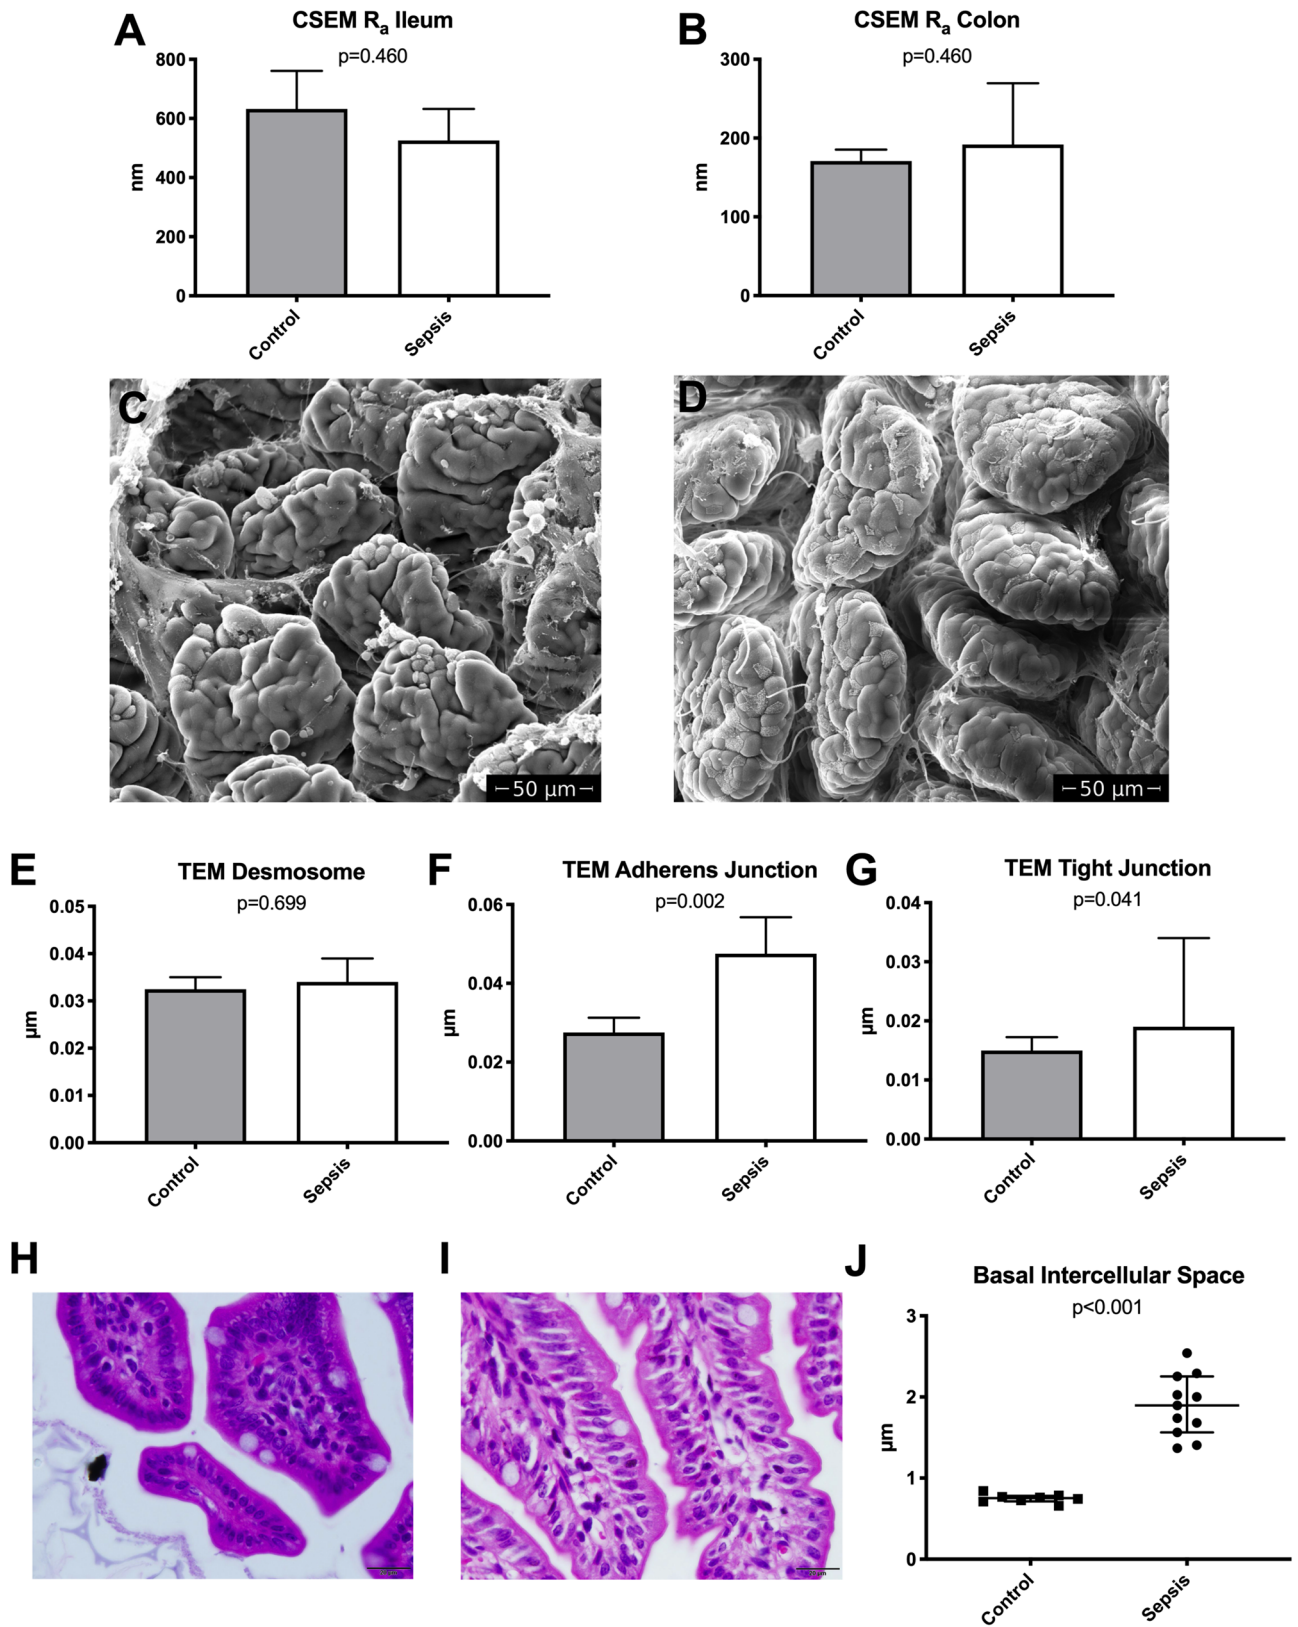 A
CSEM Ra Ileum
p=0.460
800
600
400
200
0
nm
Control
Sepsis
B
CSEM Ra Colon
p=0.460
300
200
100
0
nm
Control
Sepsis
C
50 µm
D
50 µm
E
TEM Desmosome
p=0.699
0.05
0.04
0.03
0.02
0.01
0.00
µm
Control
Sepsis
F
TEM Adherens Junction
p=0.002
0.06
0.04
0.02
0.00
µm
Control
Sepsis
G
TEM Tight Junction
p=0.041
0.04
0.03
0.02
0.01
0.00
µm
Control
Sepsis
H
I
J
Basal Intercellular Space
p<0.001
3
2
1
0
µm
Control
Sepsis